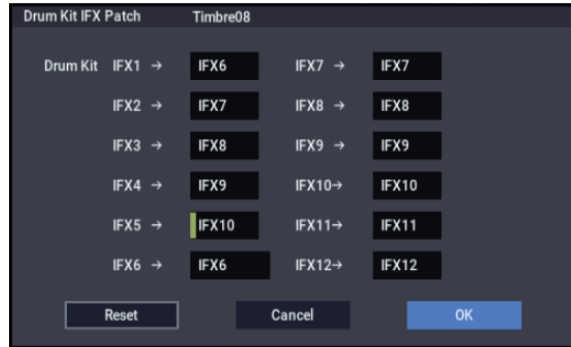 Drum Kit IFX Patch Timbre08
Drum Kit IFX1 → IFX6 IFX7 → IFX7
IFX2 → IFX7 IFX8 → IFX8
IFX3 → IFX8 IFX9 → IFX9
IFX4 → IFX9 IFX10→ IFX10
IFX5 → IFX10 IFX11→ IFX11
IFX6 → IFX6 IFX12→ IFX12
Reset Cancel OK